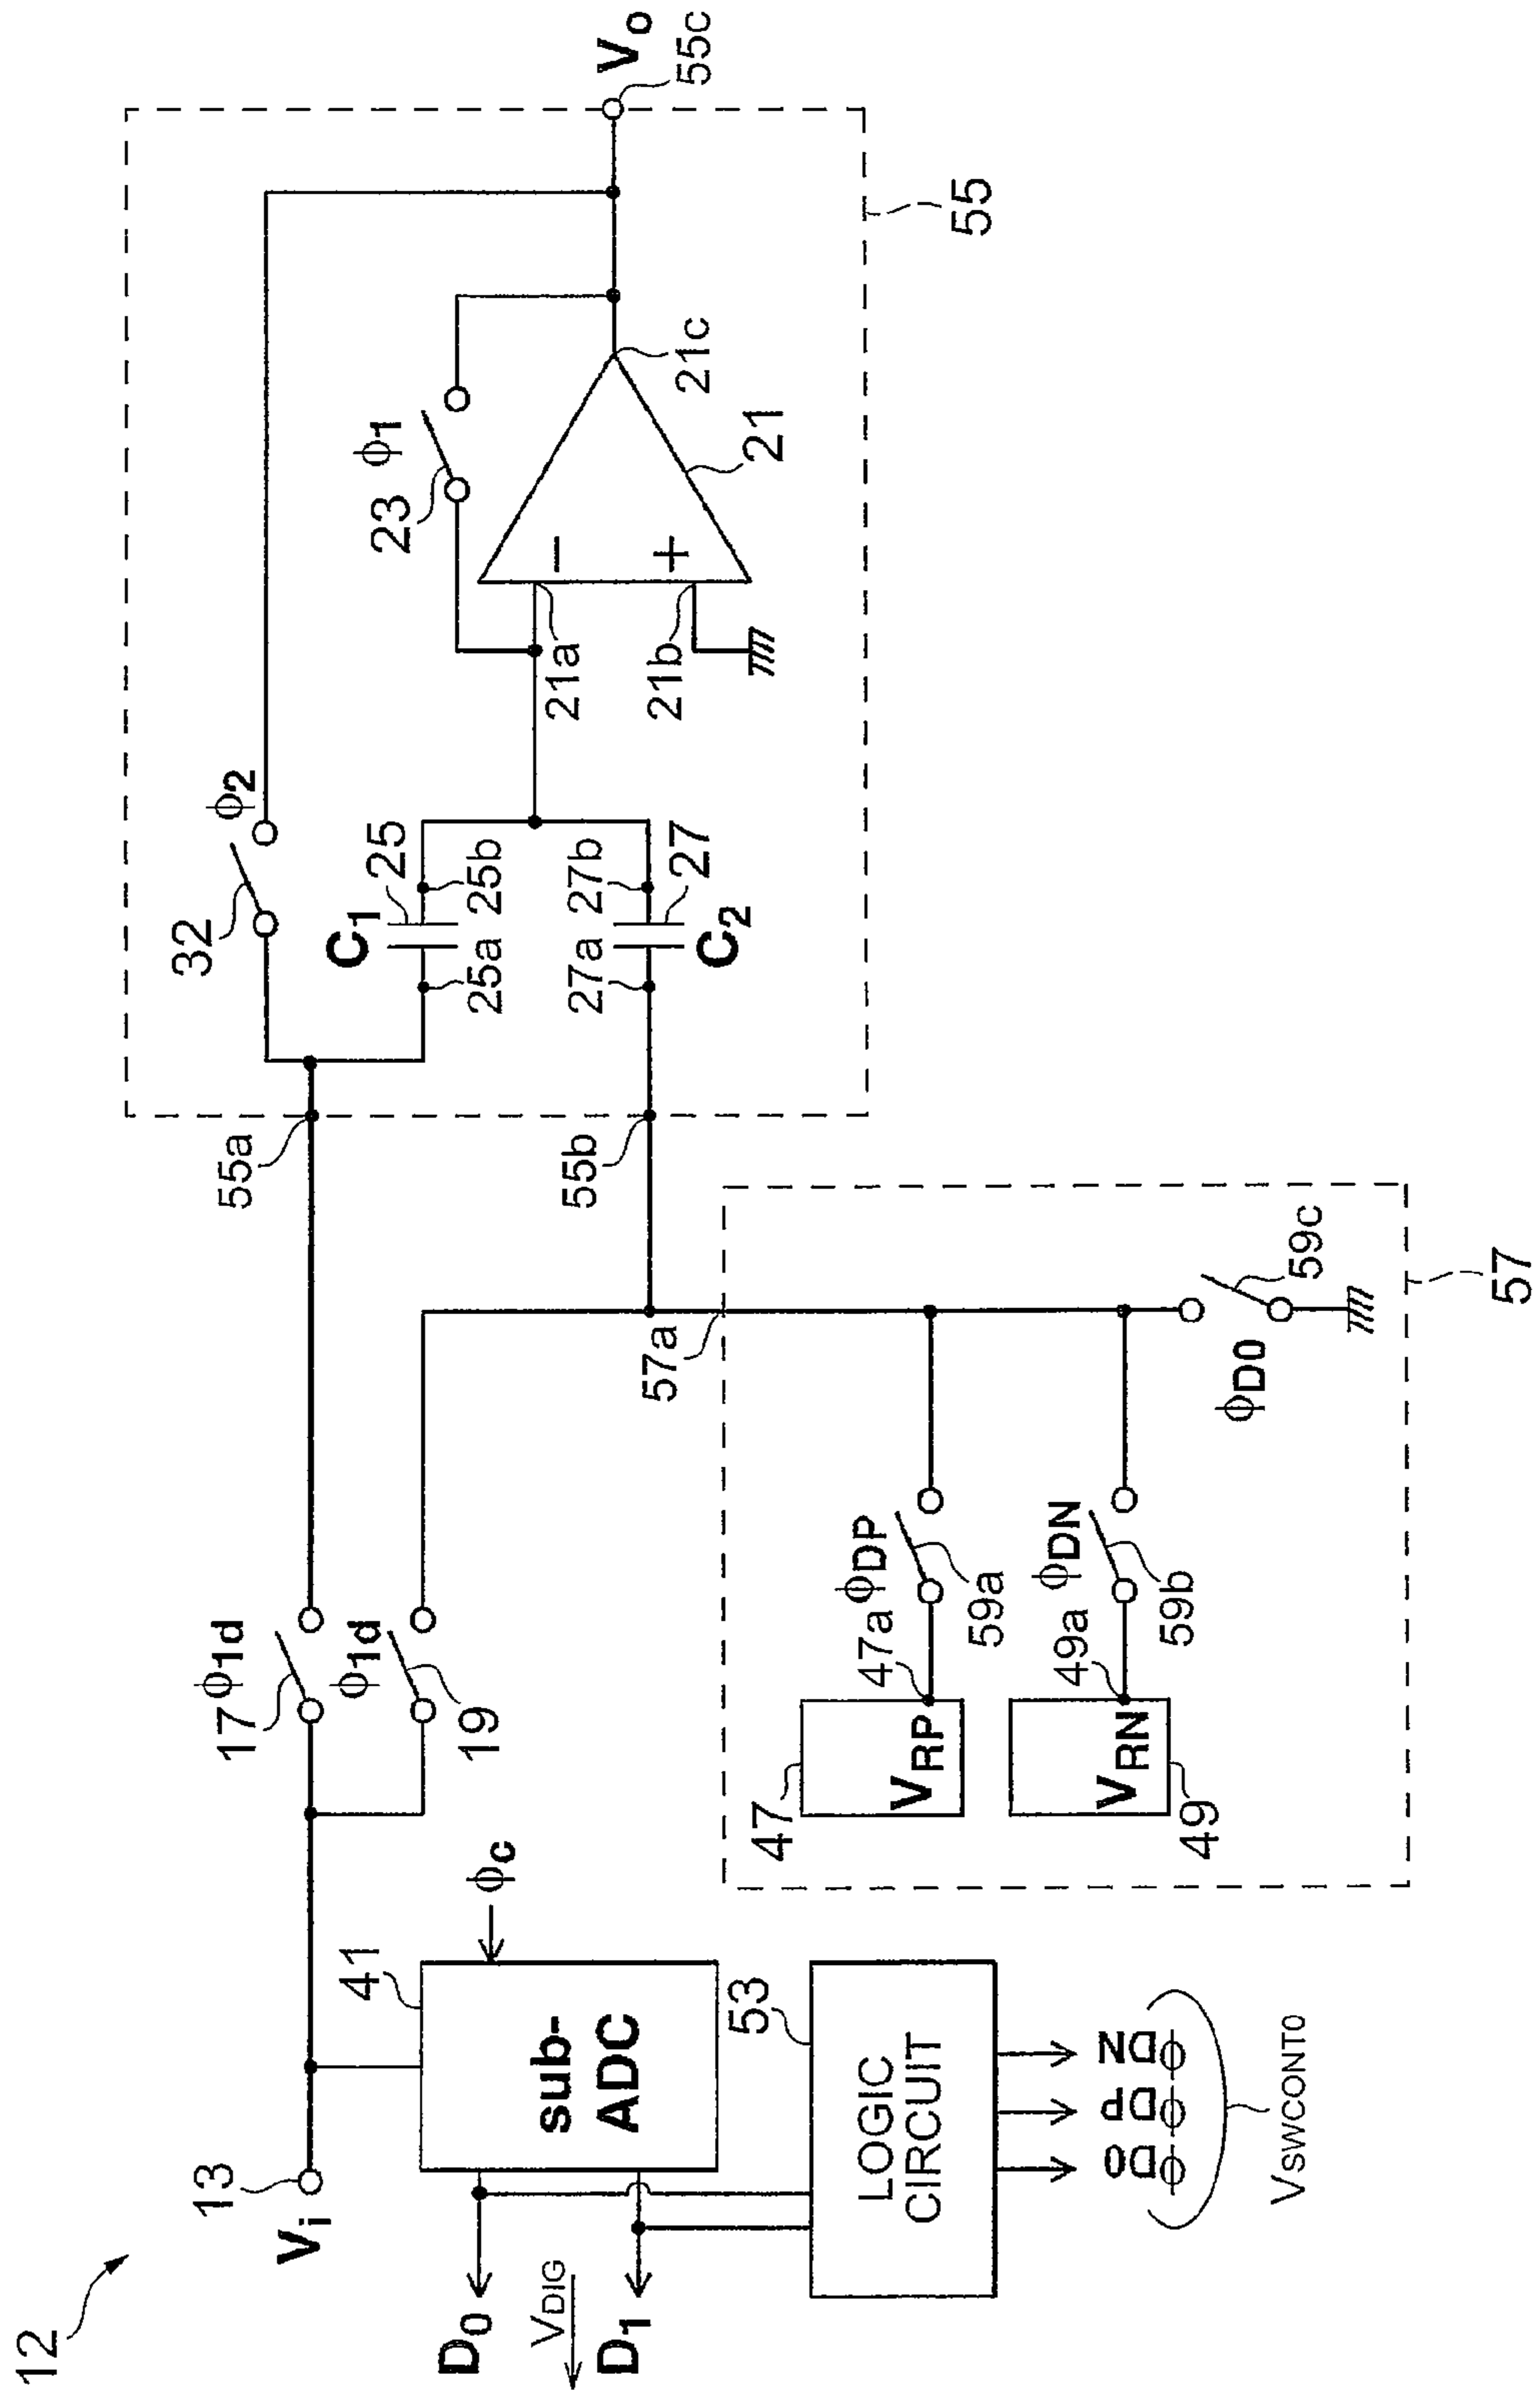 12
Vi
13
17
ϕ1d
ϕ1d
19
ϕc
41
sub-
ADC
D0
VDIG
D1
53
LOGIC
CIRCUIT
ϕD0
ϕDP
ϕDN
VSWCONT0
55a
32
ϕ2
C1
25
25a
25b
27a
27b
C2
27
55b
57a
23
ϕ1
−
+
21a
21b
21c
21
Vo
55c
55
47
VRP
47a
ϕDP
59a
49
VRN
49a
ϕDN
59b
ϕD0
59c
57